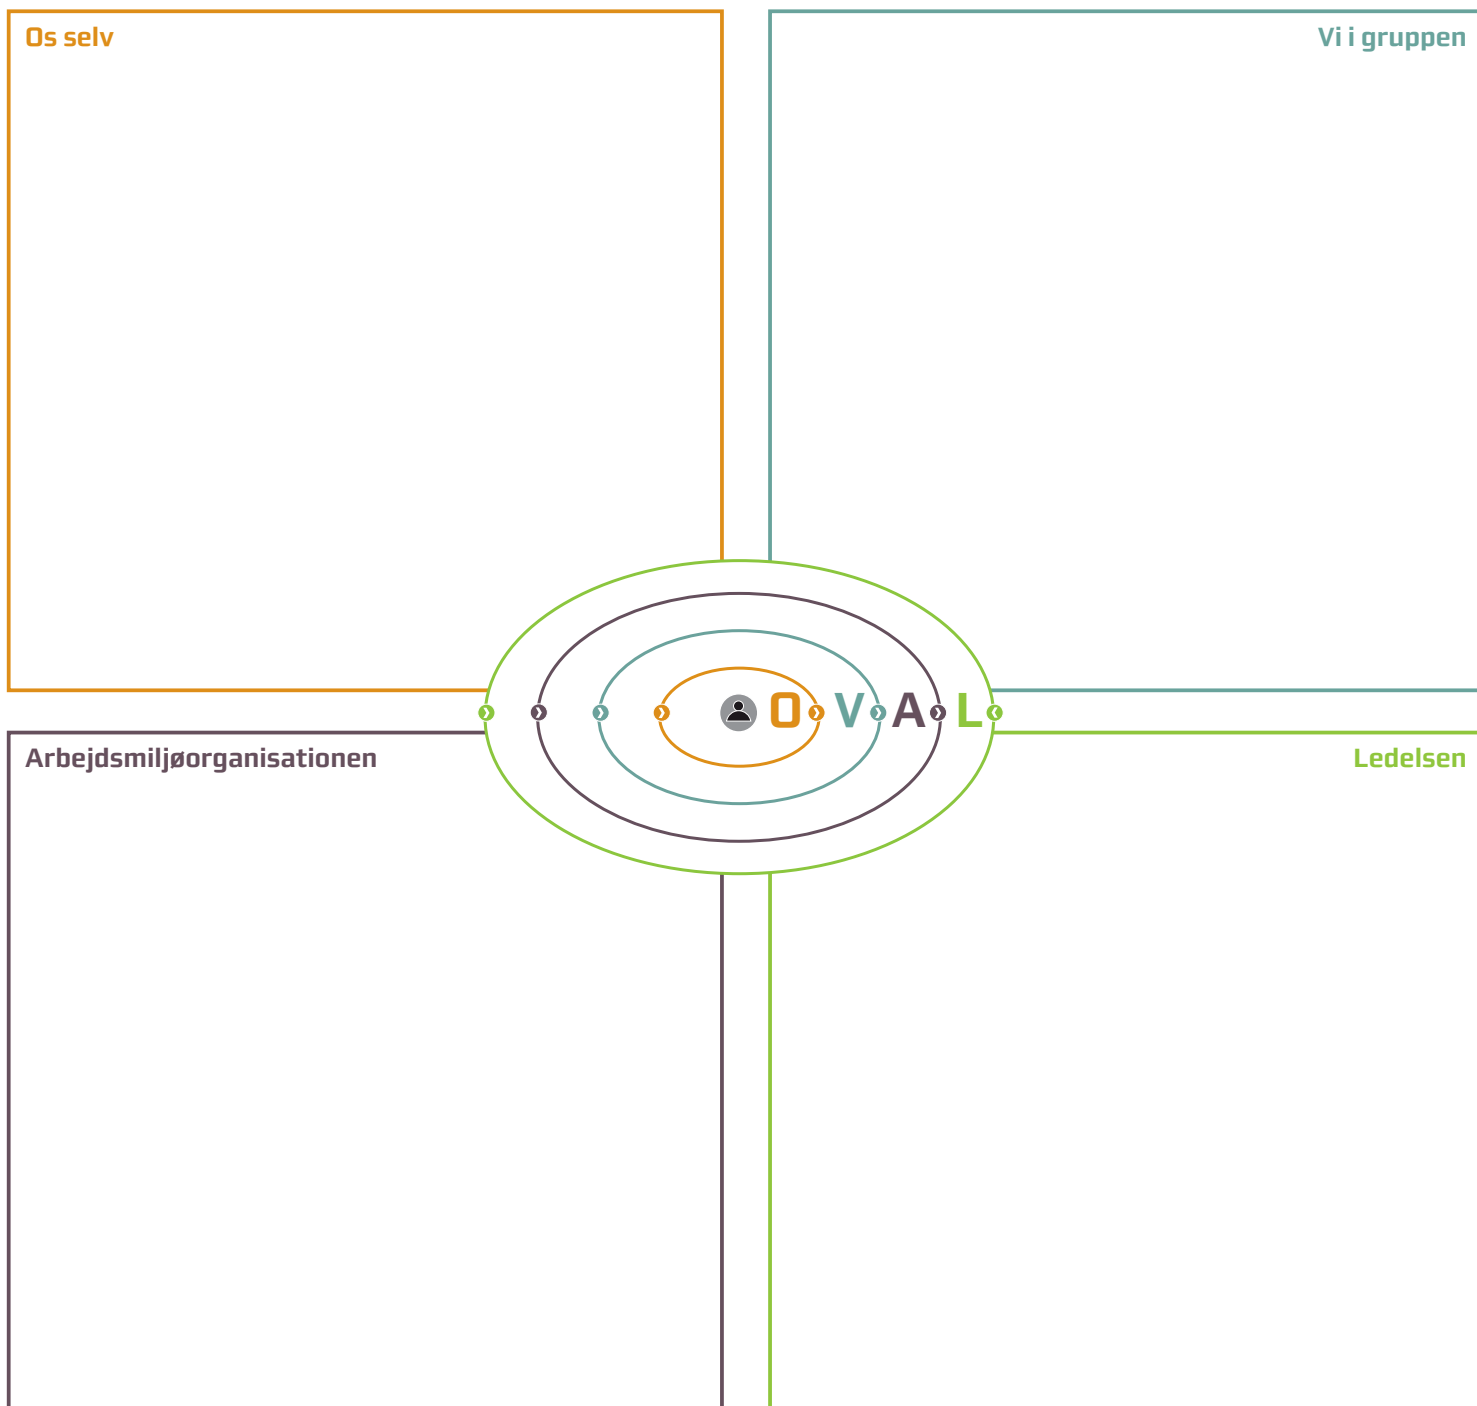 Os selv
Vi i gruppen
O V A L
Arbejdsmiljøorganisationen
Ledelsen